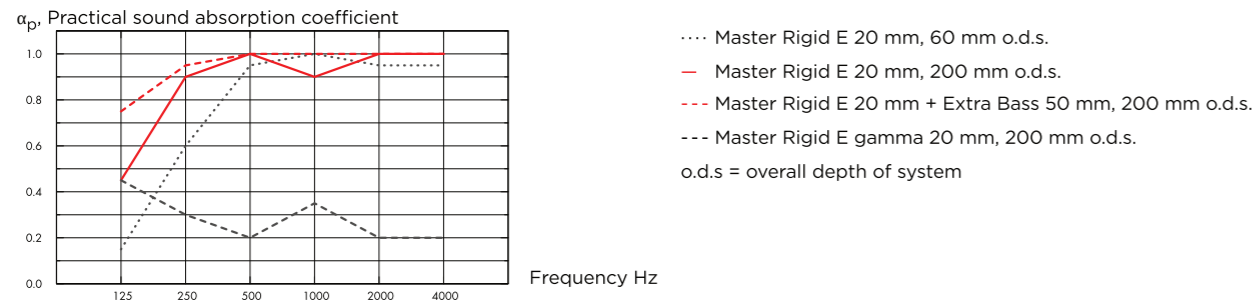 αp, Practical sound absorption coefficient
1.0
0.8
0.6
0.4
0.2
0.0
125 250 500 1000 2000 4000
Frequency Hz
Master Rigid E 20 mm, 60 mm o.d.s.
Master Rigid E 20 mm, 200 mm o.d.s.
Master Rigid E 20 mm + Extra Bass 50 mm, 200 mm o.d.s.
Master Rigid E gamma 20 mm, 200 mm o.d.s.
o.d.s = overall depth of system